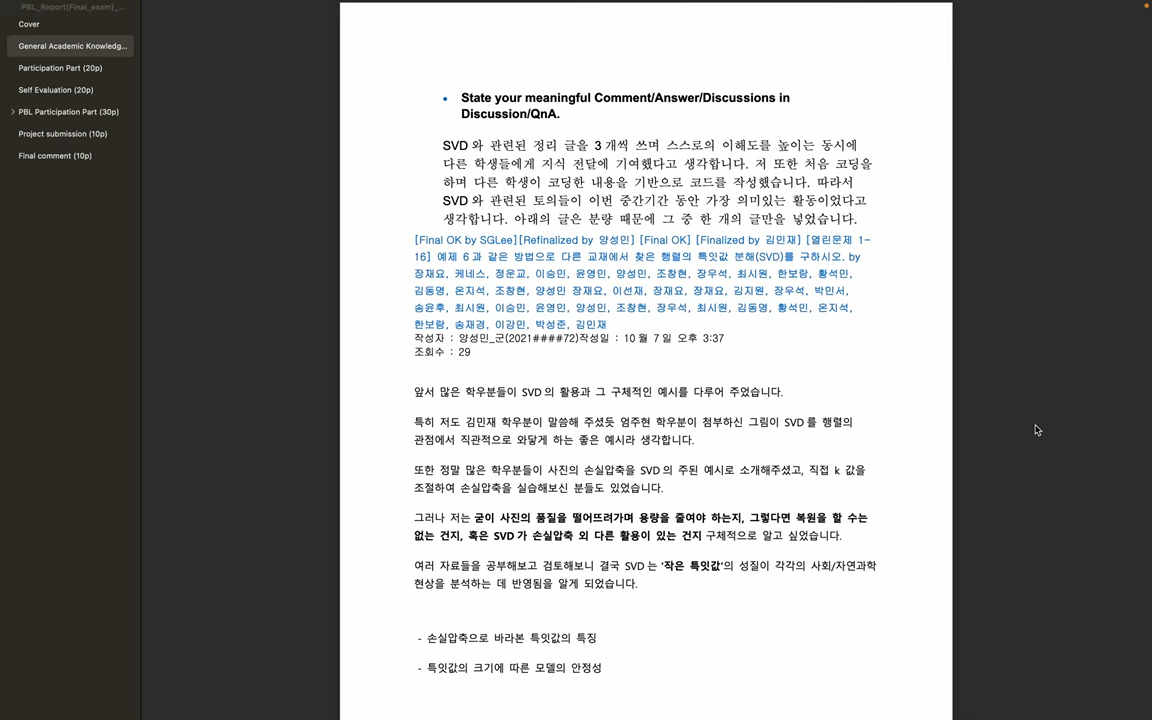 PBL_Report(Final_exam)_...
Cover
General Academic Knowledg...
Participation Part (20p)
Self Evaluation (20p)
PBL Participation Part (30p)
Project submission (10p)
Final comment (10p)
• State your meaningful Comment/Answer/Discussions in
Discussion/QnA.
SVD 와 관련된 정리 글을 3 개씩 쓰며 스스로의 이해도를 높이는 동시에
다른 학생들에게 지식 전달에 기여했다고 생각합니다. 저 또한 처음 코딩을
하며 다른 학생이 코딩한 내용을 기반으로 코드를 작성했습니다. 따라서
SVD 와 관련된 토의들이 이번 중간기간 동안 가장 의미있는 활동이었다고
생각합니다. 아래의 글은 분량 때문에 그 중 한 개의 글만을 넣었습니다.
[Final OK by SGLee][Refinalized by 양성민] [Final OK] [Finalized by 김민재] [열린문제 1-
16] 예제 6 과 같은 방법으로 다른 교재에서 찾은 행렬의 특잇값 분해(SVD)를 구하시오. by
장재요, 케네스, 정운교, 이승민, 윤영민, 양성민, 조창현, 장우석, 최시원, 한보람, 황석민,
김동명, 온지석, 조창현, 양성민 장재요, 이선재, 장재요, 장재요, 김지원, 장우석, 박민서,
송윤후, 최시원, 이승민, 윤영민, 양성민, 조창현, 장우석, 최시원, 김동명, 황석민, 온지석,
한보람, 송재경, 이강민, 박성준, 김민재
작성자 : 양성민_군(2021####72)작성일 : 10 월 7 일 오후 3:37
조회수 : 29
앞서 많은 학우분들이 SVD 의 활용과 그 구체적인 예시를 다루어 주었습니다.
특히 저도 김민재 학우분이 말씀해 주셨듯 엄주현 학우분이 첨부하신 그림이 SVD 를 행렬의
관점에서 직관적으로 와닿게 하는 좋은 예시라 생각합니다.
또한 정말 많은 학우분들이 사진의 손실압축을 SVD 의 주된 예시로 소개해주셨고, 직접 k 값을
조절하여 손실압축을 실습해보신 분들도 있었습니다.
그러나 저는 굳이 사진의 품질을 떨어뜨려가며 용량을 줄여야 하는지, 그렇다면 복원을 할 수는
없는 건지, 혹은 SVD 가 손실압축 외 다른 활용이 있는 건지 구체적으로 알고 싶었습니다.
여러 자료들을 공부해보고 검토해보니 결국 SVD 는 '작은 특잇값'의 성질이 각각의 사회/자연과학
현상을 분석하는 데 반영됨을 알게 되었습니다.
- 손실압축으로 바라본 특잇값의 특징
- 특잇값의 크기에 따른 모델의 안정성